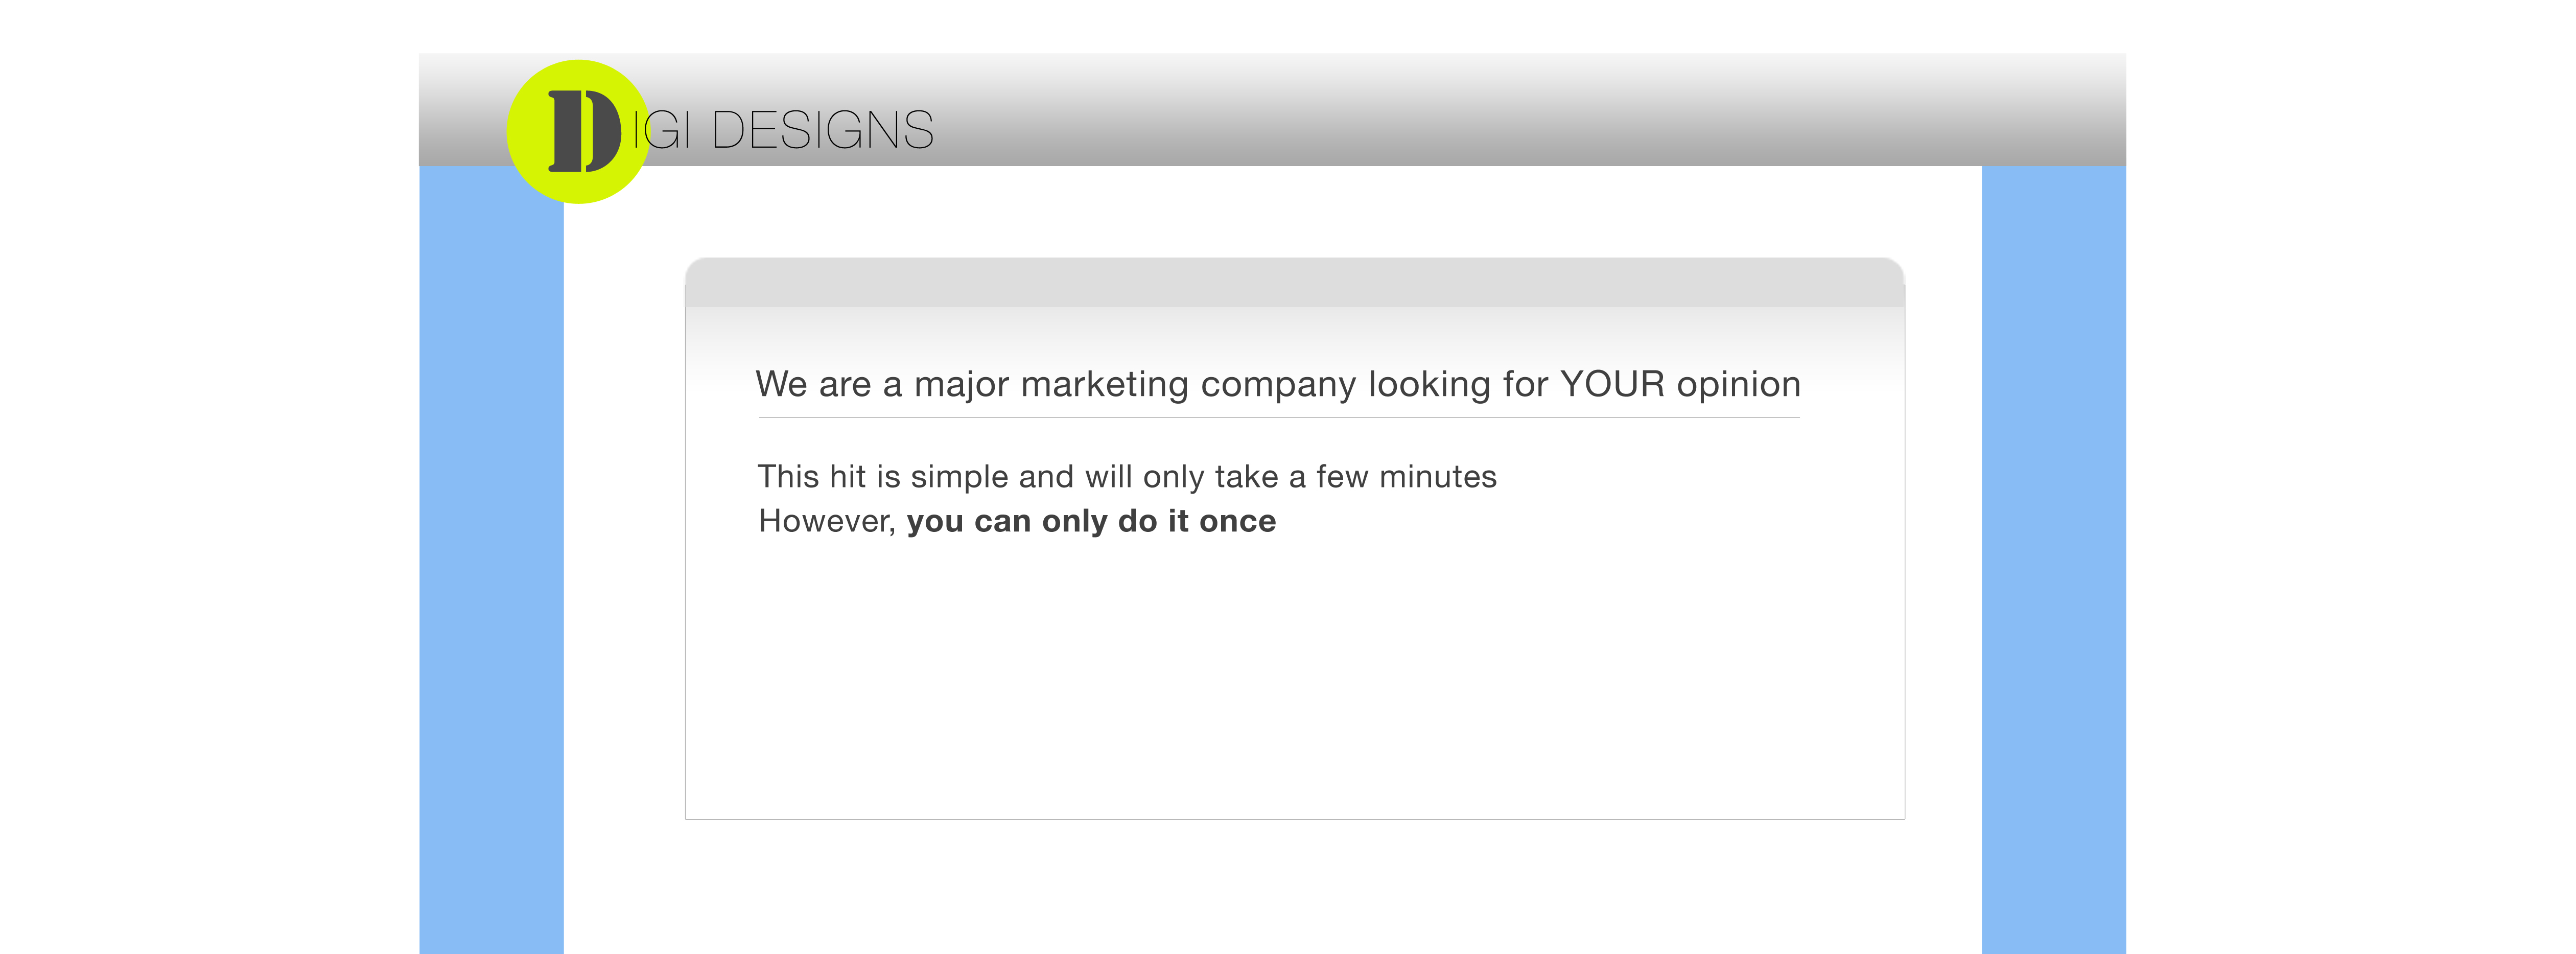 DIGI DESIGNS
We are a major marketing company looking for YOUR opinion
This hit is simple and will only take a few minutes
However, you can only do it once